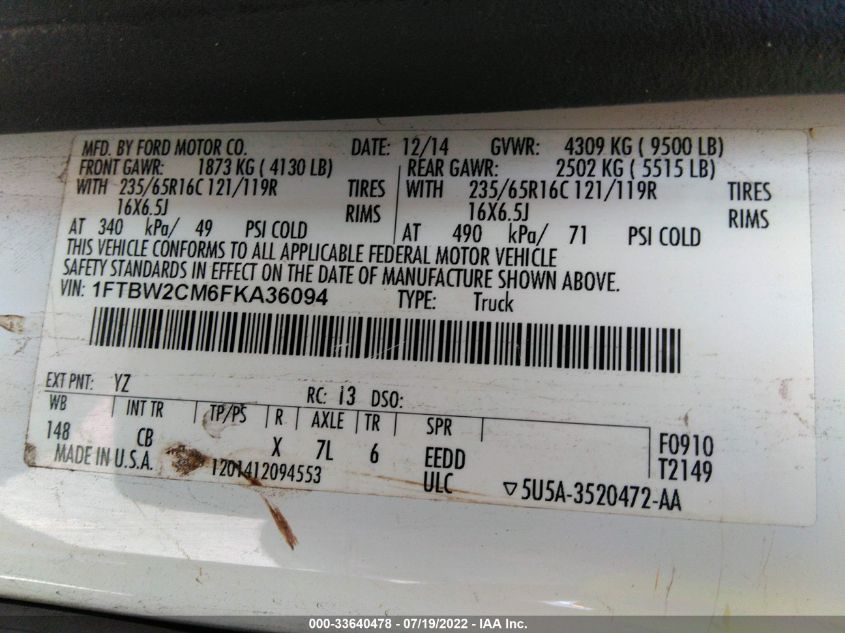 MFD. BY FORD MOTOR CO. DATE: 12/14 GVWR: 4309 KG ( 9500 LB)
FRONT GAWR: 1873 KG ( 4130 LB) REAR GAWR: 2502 KG ( 5515 LB)
WITH 235/65R16C 121/119R TIRES WITH 235/65R16C 121/119R TIRES
16X6.5J RIMS 16X6.5J RIMS
AT 340 kPa/ 49 PSI COLD AT 490 kPa/ 71 PSI COLD
THIS VEHICLE CONFORMS TO ALL APPLICABLE FEDERAL MOTOR VEHICLE
SAFETY STANDARDS IN EFFECT ON THE DATE OF MANUFACTURE SHOWN ABOVE.
VIN: 1FTBW2CM6FKA36094 TYPE: Truck
EXT PNT: YZ RC: i3 DSO:
WB INT TR TP/PS R AXLE TR SPR
148 CB X 7L 6 EEDD F0910
MADE IN U.S.A. 1201412094553 ULC ▽5U5A-3520472-AA T2149
000-33640478 - 07/19/2022 - IAA Inc.